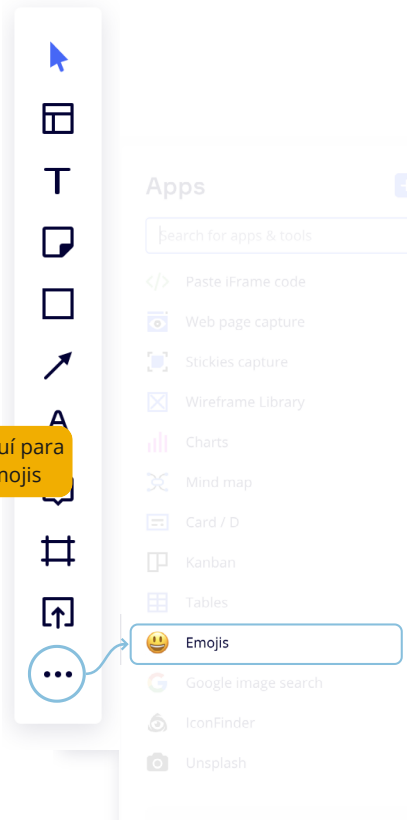 Apps
Search for apps & tools
</> Paste iFrame code
Web page capture
Stickies capture
Wireframe Library
Charts
Mind map
Card / D
Kanban
Tables
Emojis
Google image search
IconFinder
Unsplash
T
A
uí para
mojis